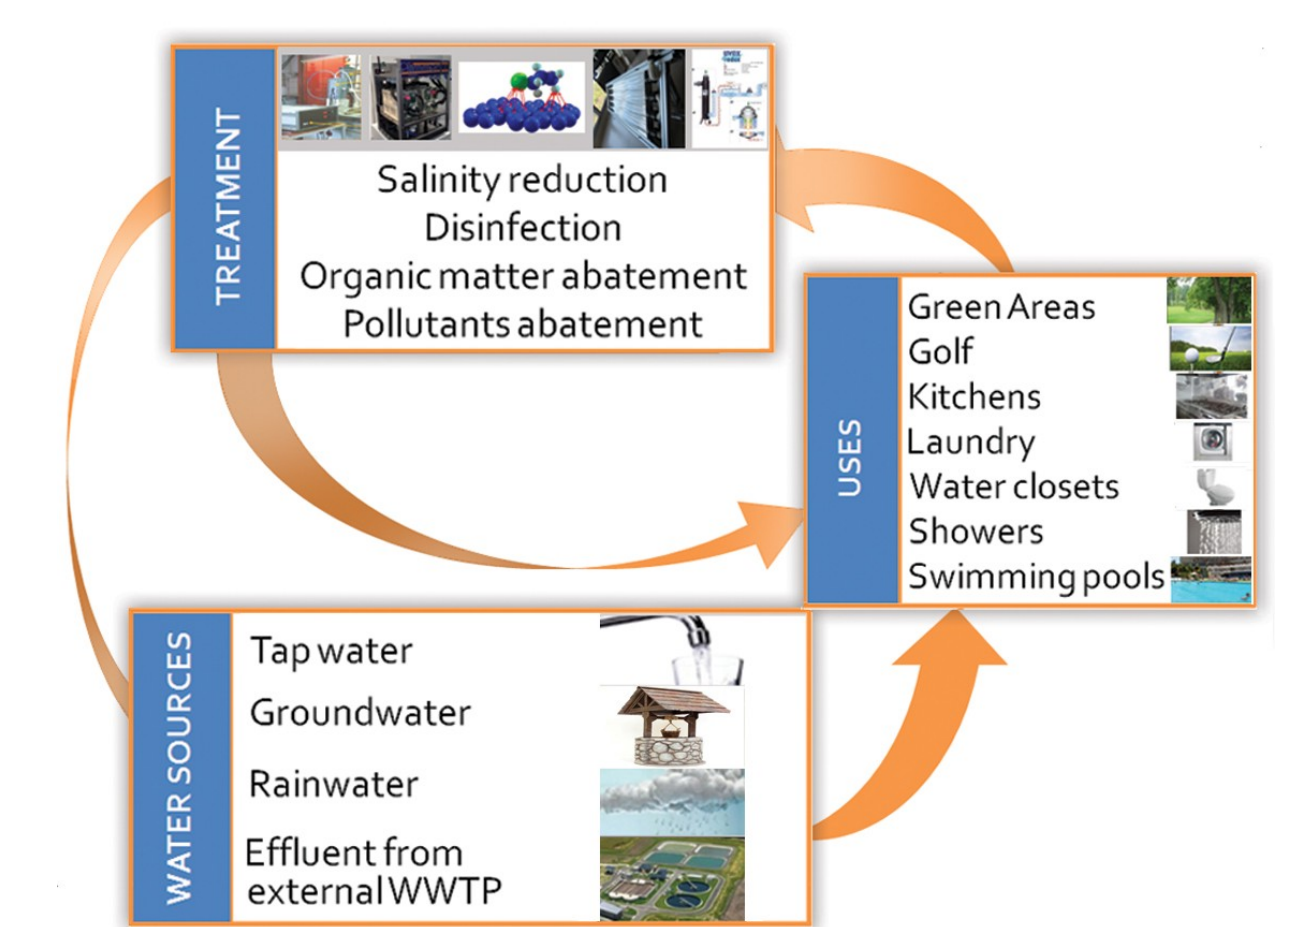 TREATMENT
Salinity reduction
Disinfection
Organic matter abatement
Pollutants abatement
USES
Green Areas
Golf
Kitchens
Laundry
Water closets
Showers
Swimming pools
WATER SOURCES
Tap water
Groundwater
Rainwater
Effluent from
external WWTP